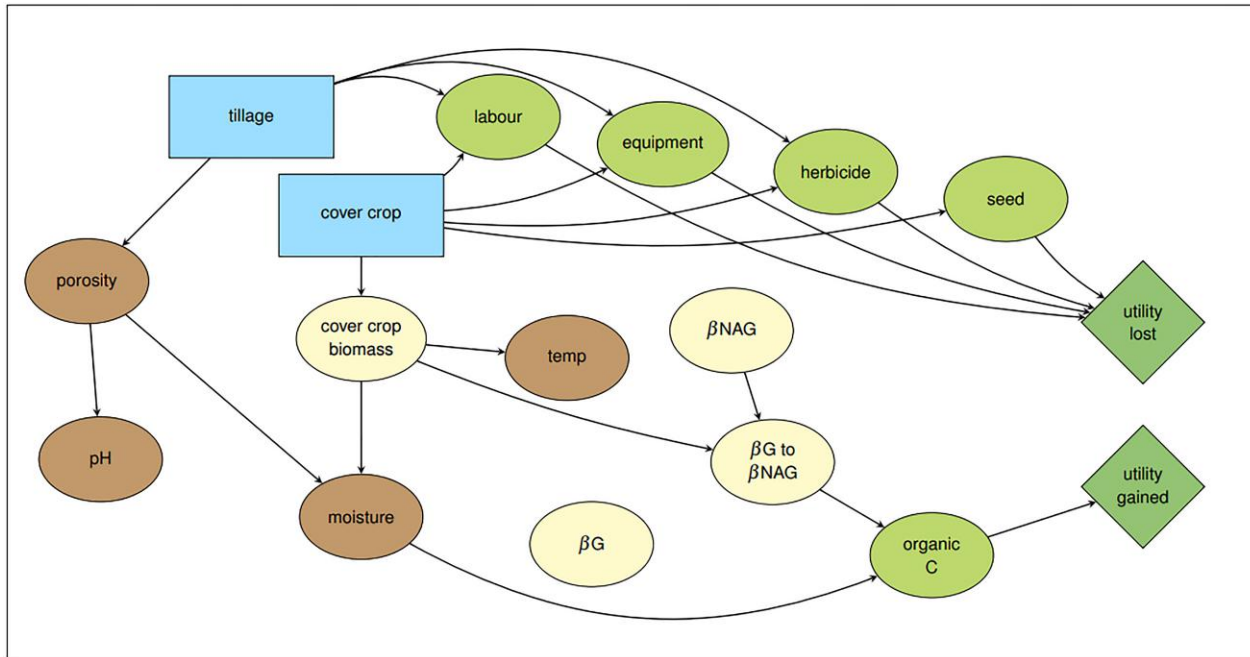 tillage
labour
equipment
herbicide
seed
cover crop
porosity
cover crop
biomass
temp
βNAG
utility
lost
pH
moisture
βG
βG to
βNAG
organic
C
utility
gained